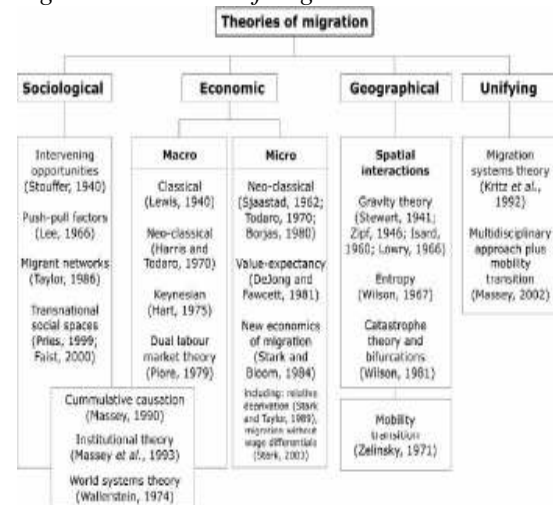 Theories of migration
Sociological
Economic
Geographical
Unifying
Intervening
opportunities
(Stouffer, 1940)
Push-pull factors
(Lee, 1966)
Migrant networks
(Taylor, 1986)
Transnational
social spaces
(Pries, 1999;
Faist, 2000)
Macro
Classical
(Lewis, 1940)
Neo-classical
(Harris and
Todaro, 1970)
Keynesian
(Hart, 1975)
Dual labour
market theory
(Piore, 1979)
Cummulative causation
(Massey, 1990)
Institutional theory
(Massey et al., 1993)
World systems theory
(Wallerstein, 1974)
Micro
Neo-classical
(Sjaastad, 1962;
Todaro, 1970;
Borjas, 1980)
Value-expectancy
(DeJong and
Fawcett, 1981)
New economics
of migration
(Stark and
Bloom, 1984)
Including: relative
deprivation (Stark
and Taylor, 1989),
migration without
wage differentials
(Stark, 2003)
Spatial
interactions
Gravity theory
(Stewart, 1941;
Zipf, 1946; Isard,
1960; Lowry, 1966)
Entropy
(Wilson, 1967)
Catastrophe
theory and
bifurcations
(Wilson, 1981)
Mobility
transition
(Zelinsky, 1971)
Migration
systems theory
(Kritz et al.,
1992)
Multidisciplinary
approach plus
mobility
transition
(Massey, 2002)